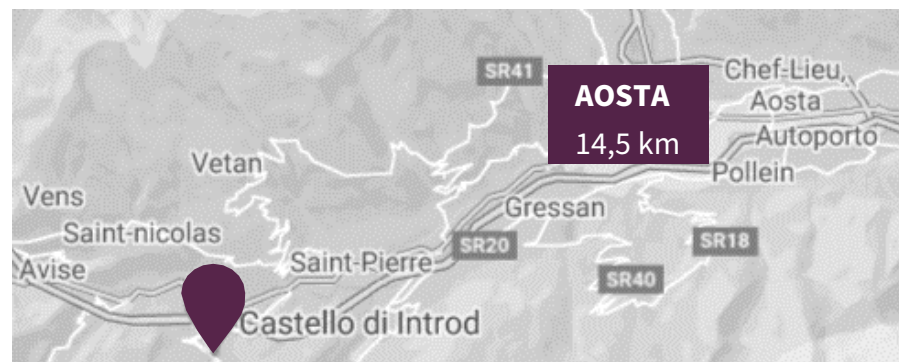 SR41
Chef-Lieu,
Aosta
AOSTA
14,5 km
Autoporto
Vetan
Pollein
Vens
Gressan
Saint-nicolas
SR20
SR18
Avise
Saint-Pierre
SR40
Castello di Introd